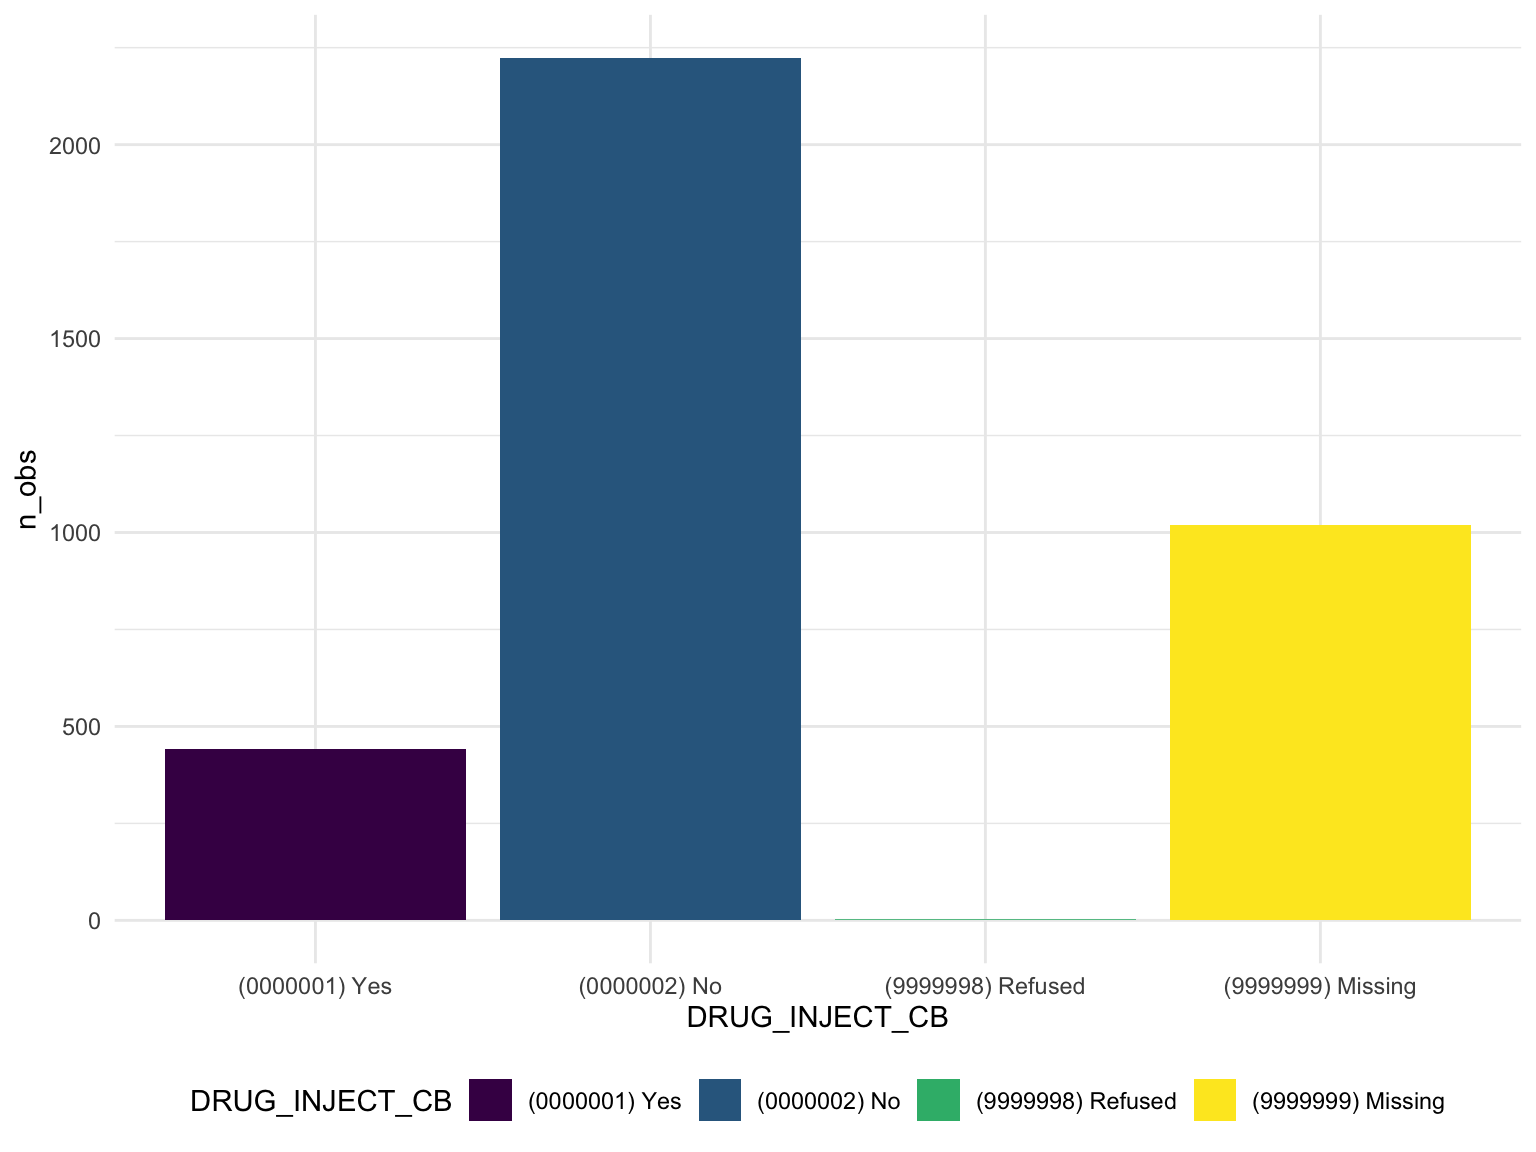 n_obs
2000
1500
1000
500
0
(0000001) Yes
(0000002) No
(9999998) Refused
(9999999) Missing
DRUG_INJECT_CB
DRUG_INJECT_CB
(0000001) Yes
(0000002) No
(9999998) Refused
(9999999) Missing